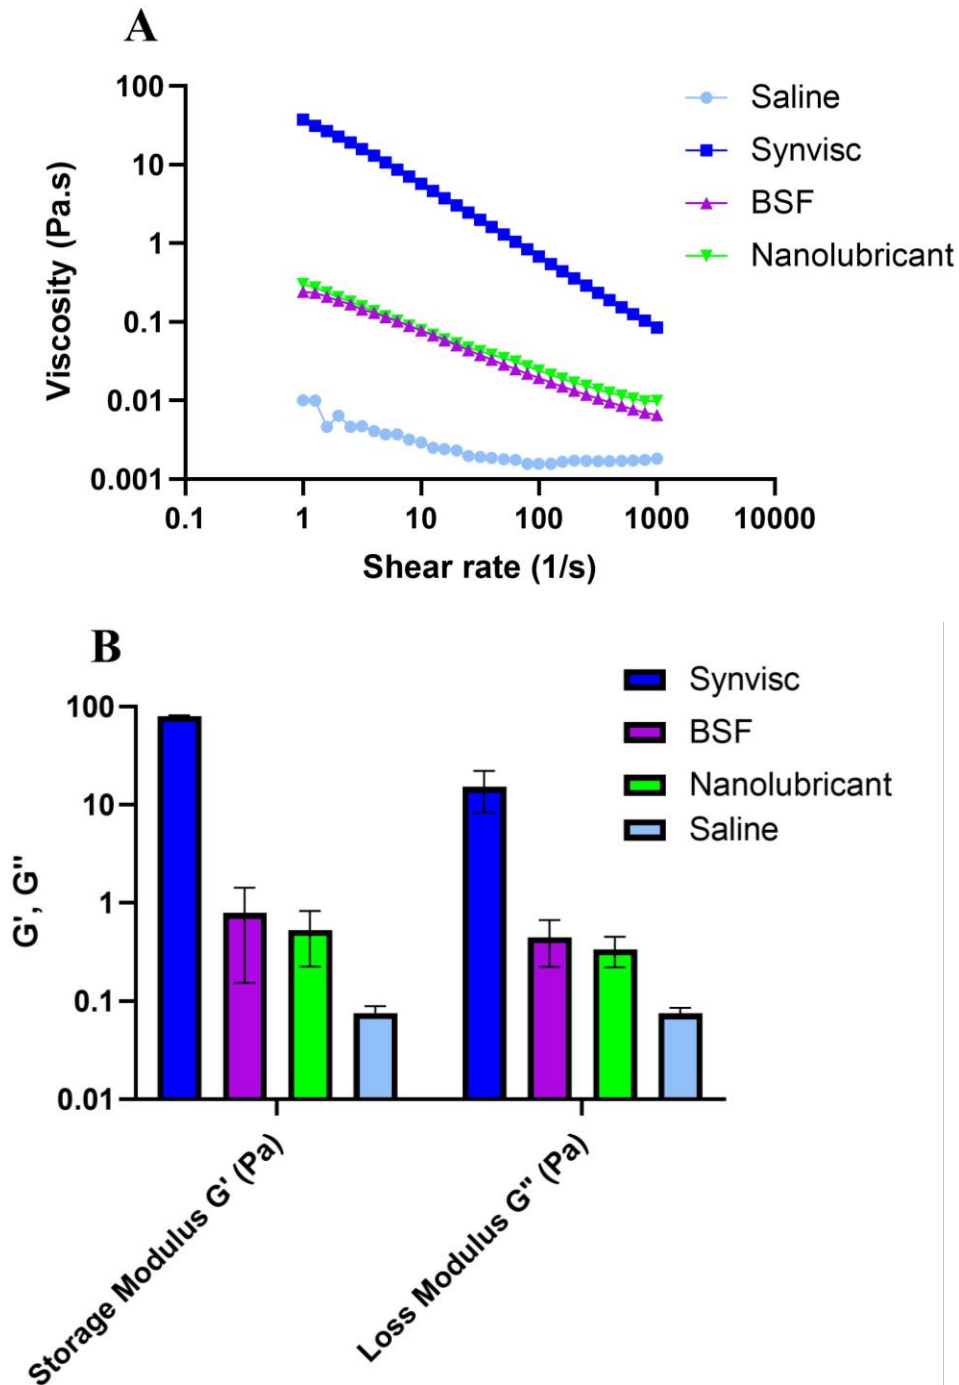 A
100
10
1
0.1
0.01
0.001
Viscosity (Pa.s)
0.1 1 10 100 1000 10000
Shear rate (1/s)
Saline
Synvisc
BSF
Nanolubricant
B
100
10
1
0.1
0.01
G', G''
Storage Modulus G' (Pa)
Loss Modulus G'' (Pa)
Synvisc
BSF
Nanolubricant
Saline